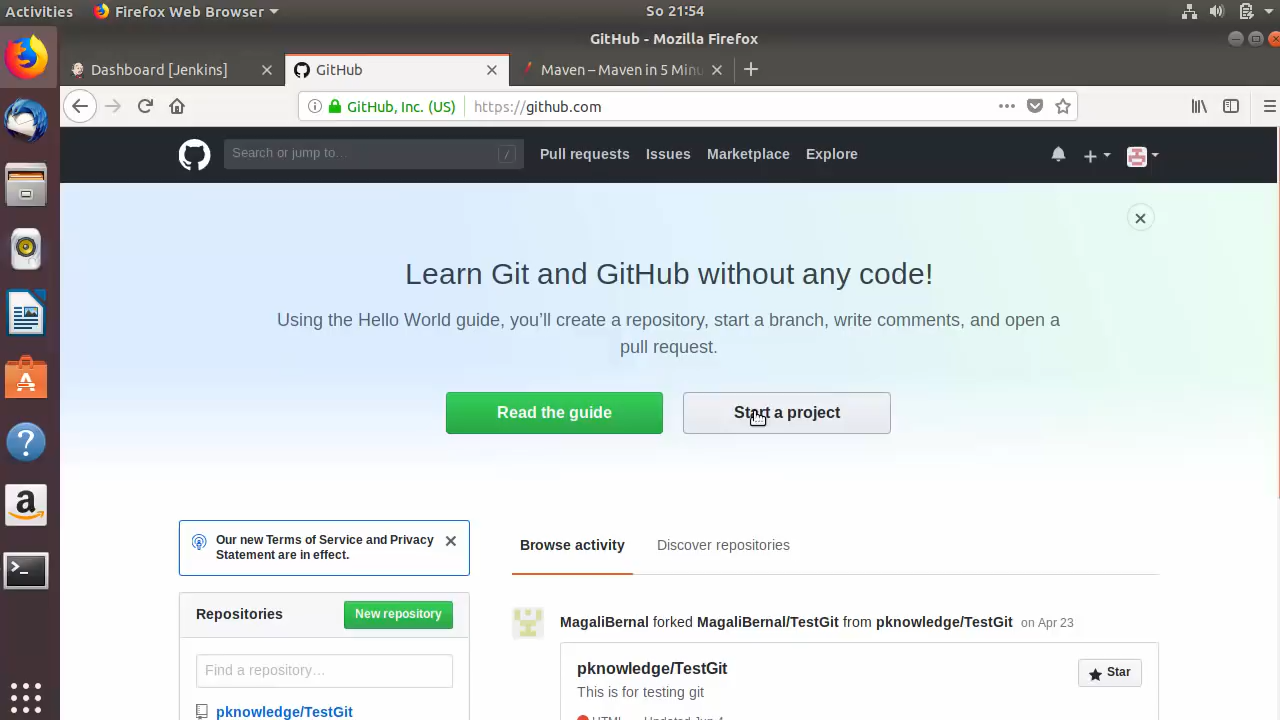 Activities
Firefox Web Browser
So 21:54
GitHub - Mozilla Firefox
Dashboard [Jenkins]
GitHub
Maven – Maven in 5 Minu
GitHub, Inc. (US)
https://github.com
Search or jump to…
/
Pull requests
Issues
Marketplace
Explore
Learn Git and GitHub without any code!
Using the Hello World guide, you’ll create a repository, start a branch, write comments, and open a
pull request.
Read the guide
Start a project
Our new Terms of Service and Privacy
Statement are in effect.
Browse activity
Discover repositories
Repositories
New repository
MagaliBernal forked MagaliBernal/TestGit from pknowledge/TestGit on Apr 23
Find a repository…
pknowledge/TestGit
Star
This is for testing git
pknowledge/TestGit
HTML Updated Jun 4